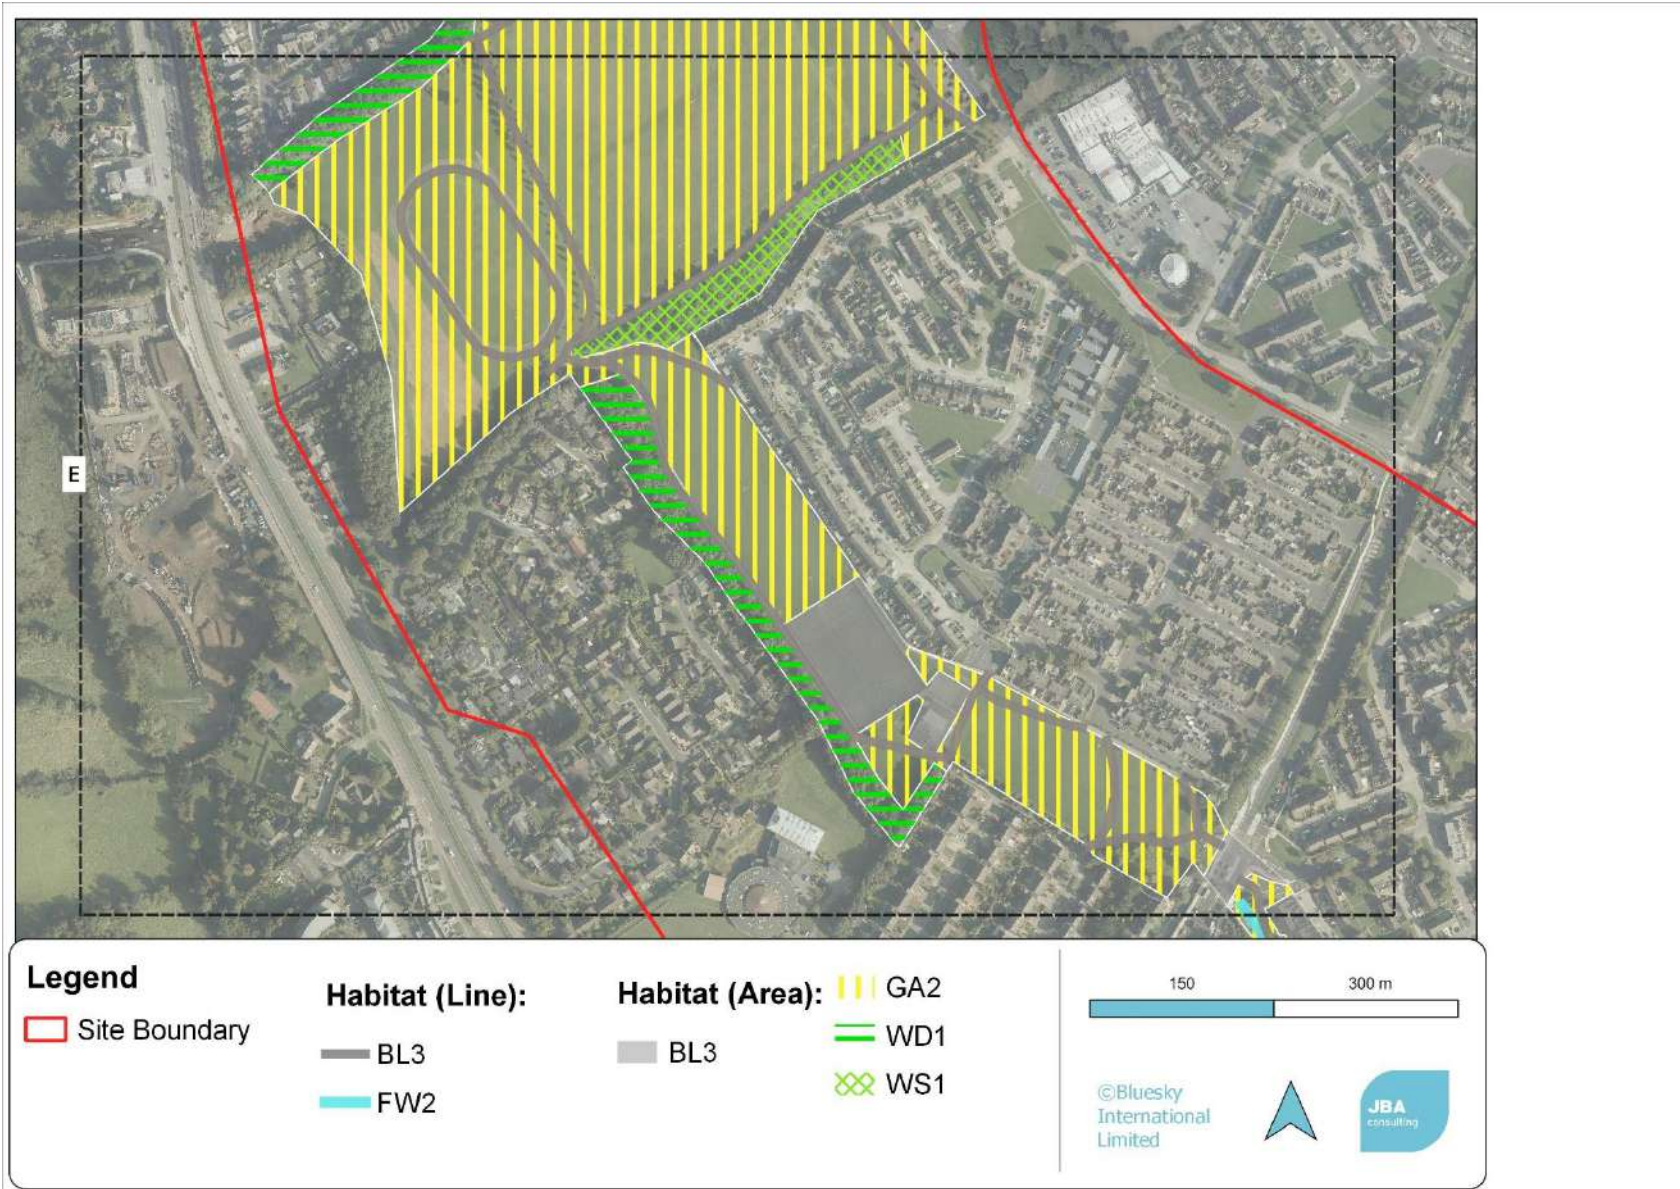 E
Legend
Site Boundary
Habitat (Line):
BL3
FW2
Habitat (Area):
BL3
GA2
WD1
WS1
150 300 m
©Bluesky
International
Limited
JBA
consulting